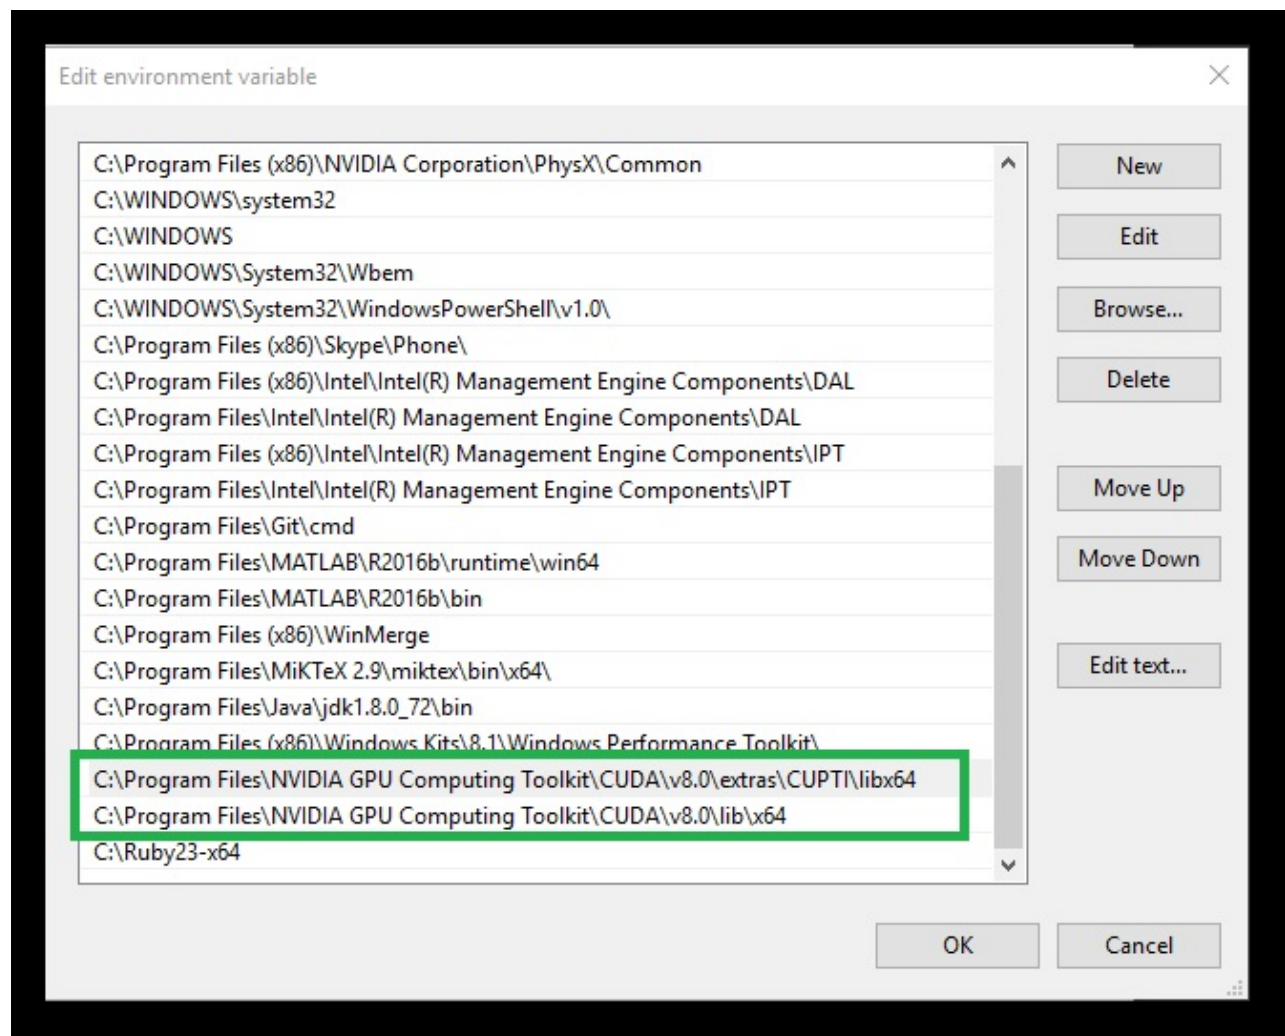 Edit environment variable
C:\Program Files (x86)\NVIDIA Corporation\PhysX\Common
C:\WINDOWS\system32
C:\WINDOWS
C:\WINDOWS\System32\Wbem
C:\WINDOWS\System32\WindowsPowerShell\v1.0\
C:\Program Files (x86)\Skype\Phone\
C:\Program Files (x86)\Intel\Intel(R) Management Engine Components\DAL
C:\Program Files\Intel\Intel(R) Management Engine Components\DAL
C:\Program Files (x86)\Intel\Intel(R) Management Engine Components\IPT
C:\Program Files\Intel\Intel(R) Management Engine Components\IPT
C:\Program Files\Git\cmd
C:\Program Files\MATLAB\R2016b\runtime\win64
C:\Program Files\MATLAB\R2016b\bin
C:\Program Files (x86)\WinMerge
C:\Program Files\MiKTeX 2.9\miktex\bin\x64\
C:\Program Files\Java\jdk1.8.0_72\bin
C:\Program Files (x86)\Windows Kits\8.1\Windows Performance Toolkit\
C:\Program Files\NVIDIA GPU Computing Toolkit\CUDA\v8.0\extras\CUPTI\libx64
C:\Program Files\NVIDIA GPU Computing Toolkit\CUDA\v8.0\lib\x64
C:\Ruby23-x64
New
Edit
Browse...
Delete
Move Up
Move Down
Edit text...
OK
Cancel